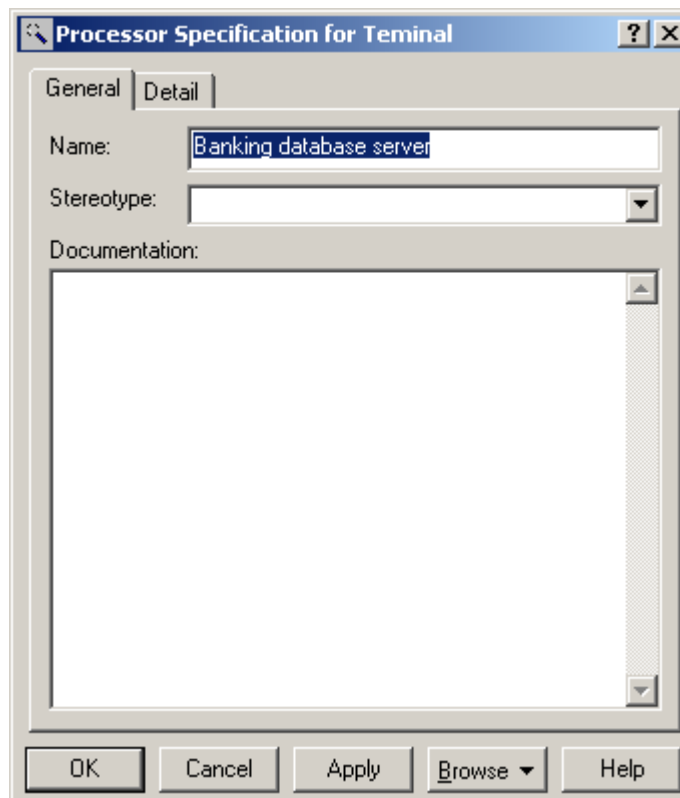 Processor Specification for Teminal
General Detail
Name: Banking database server
Stereotype:
Documentation:
OK Cancel Apply Browse Help